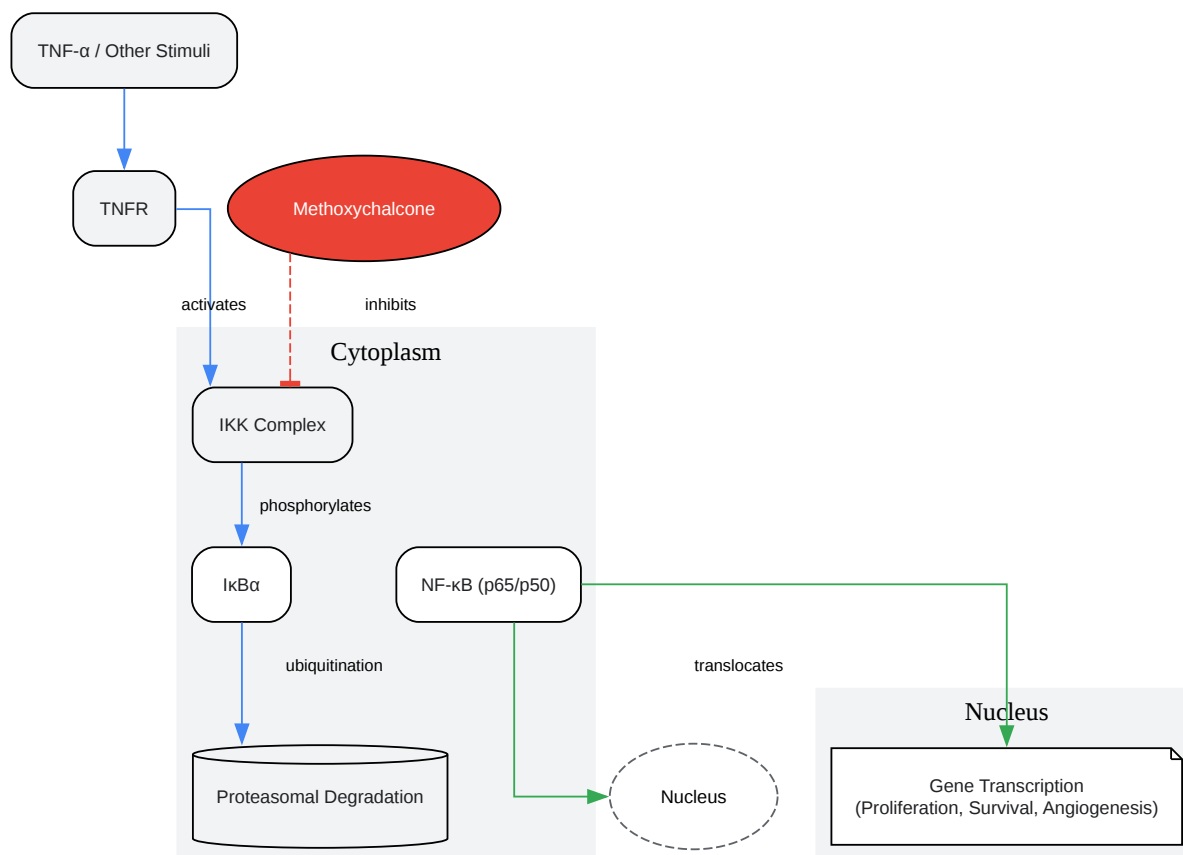 TNF-α / Other Stimuli
TNFR
Methoxychalcone
activates
inhibits
Cytoplasm
IKK Complex
phosphorylates
IκBα
NF-κB (p65/p50)
ubiquitination
translocates
Nucleus
Proteasomal Degradation
Nucleus
Gene Transcription
(Proliferation, Survival, Angiogenesis)